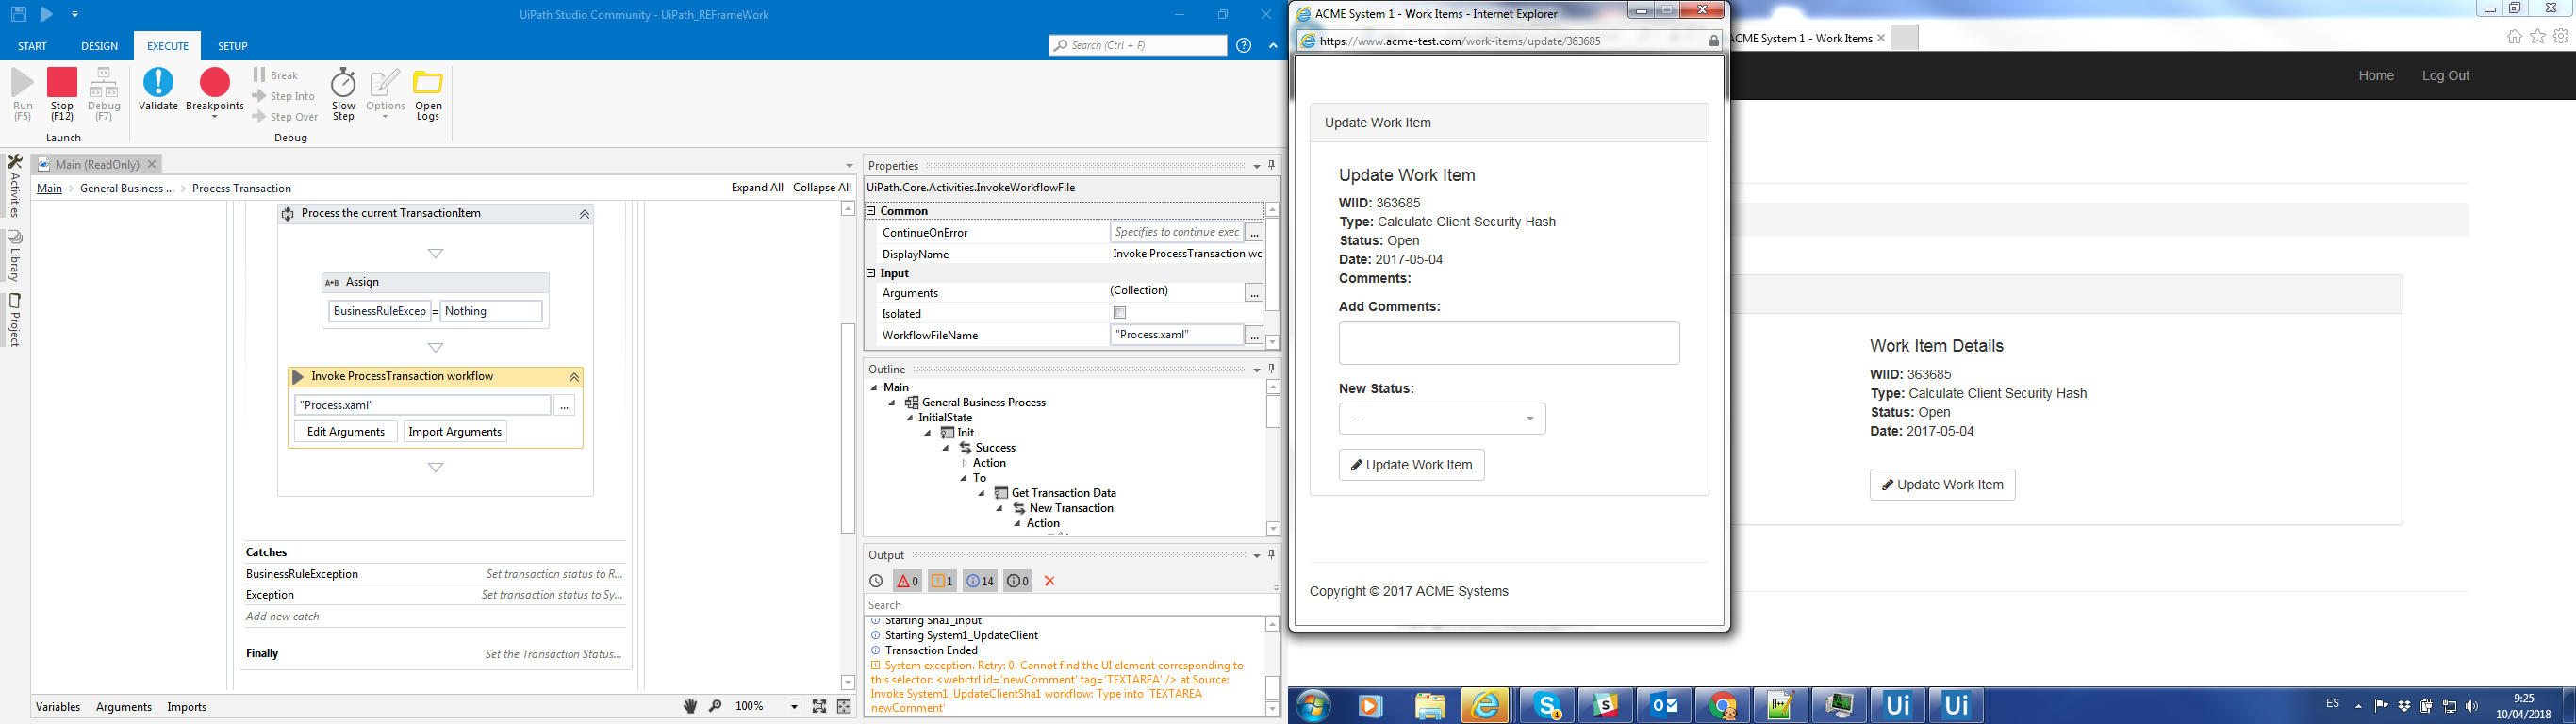 UiPath Studio Community - UiPath_REFrameWork
START DESIGN EXECUTE SETUP
Search (Ctrl + F)
Run (F5)
Stop (F12)
Debug (F7)
Launch
Validate
Breakpoints
Break
Step Into
Step Over
Slow Step
Options
Open Logs
Debug
Activities
Library
Project
Main (ReadOnly)
Main > General Business ... > Process Transaction
Expand All Collapse All
Process the current TransactionItem
A+B Assign
BusinessRuleExcep = Nothing
Invoke ProcessTransaction workflow
"Process.xaml" ...
Edit Arguments Import Arguments
Catches
BusinessRuleException Set transaction status to R...
Exception Set transaction status to Sy...
Add new catch
Finally Set the Transaction Status...
Variables Arguments Imports
100%
Properties
UiPath.Core.Activities.InvokeWorkflowFile
Common
ContinueOnError Specifies to continue exec ...
DisplayName Invoke ProcessTransaction wc
Input
Arguments (Collection) ...
Isolated
WorkflowFileName "Process.xaml" ...
Outline
Main
General Business Process
InitialState
Init
Success
Action
To
Get Transaction Data
New Transaction
Action
Output
0 1 14 0
Search
Starting Sha1_Input
Starting System1_UpdateClient
Transaction Ended
System exception. Retry: 0. Cannot find the UI element corresponding to
this selector: <webctrl id='newComment' tag='TEXTAREA' /> at Source:
Invoke System1_UpdateClientSha1 workflow: Type into 'TEXTAREA
newComment'
ACME System 1 - Work Items - Internet Explorer
https://www.acme-test.com/work-items/update/363685
Update Work Item
Update Work Item
WIID: 363685
Type: Calculate Client Security Hash
Status: Open
Date: 2017-05-04
Comments:
Add Comments:
New Status:
---
Update Work Item
Copyright © 2017 ACME Systems
ACME System 1 - Work Items
Home Log Out
Work Item Details
WIID: 363685
Type: Calculate Client Security Hash
Status: Open
Date: 2017-05-04
Update Work Item
Ui
Ui
ES
9:25
10/04/2018